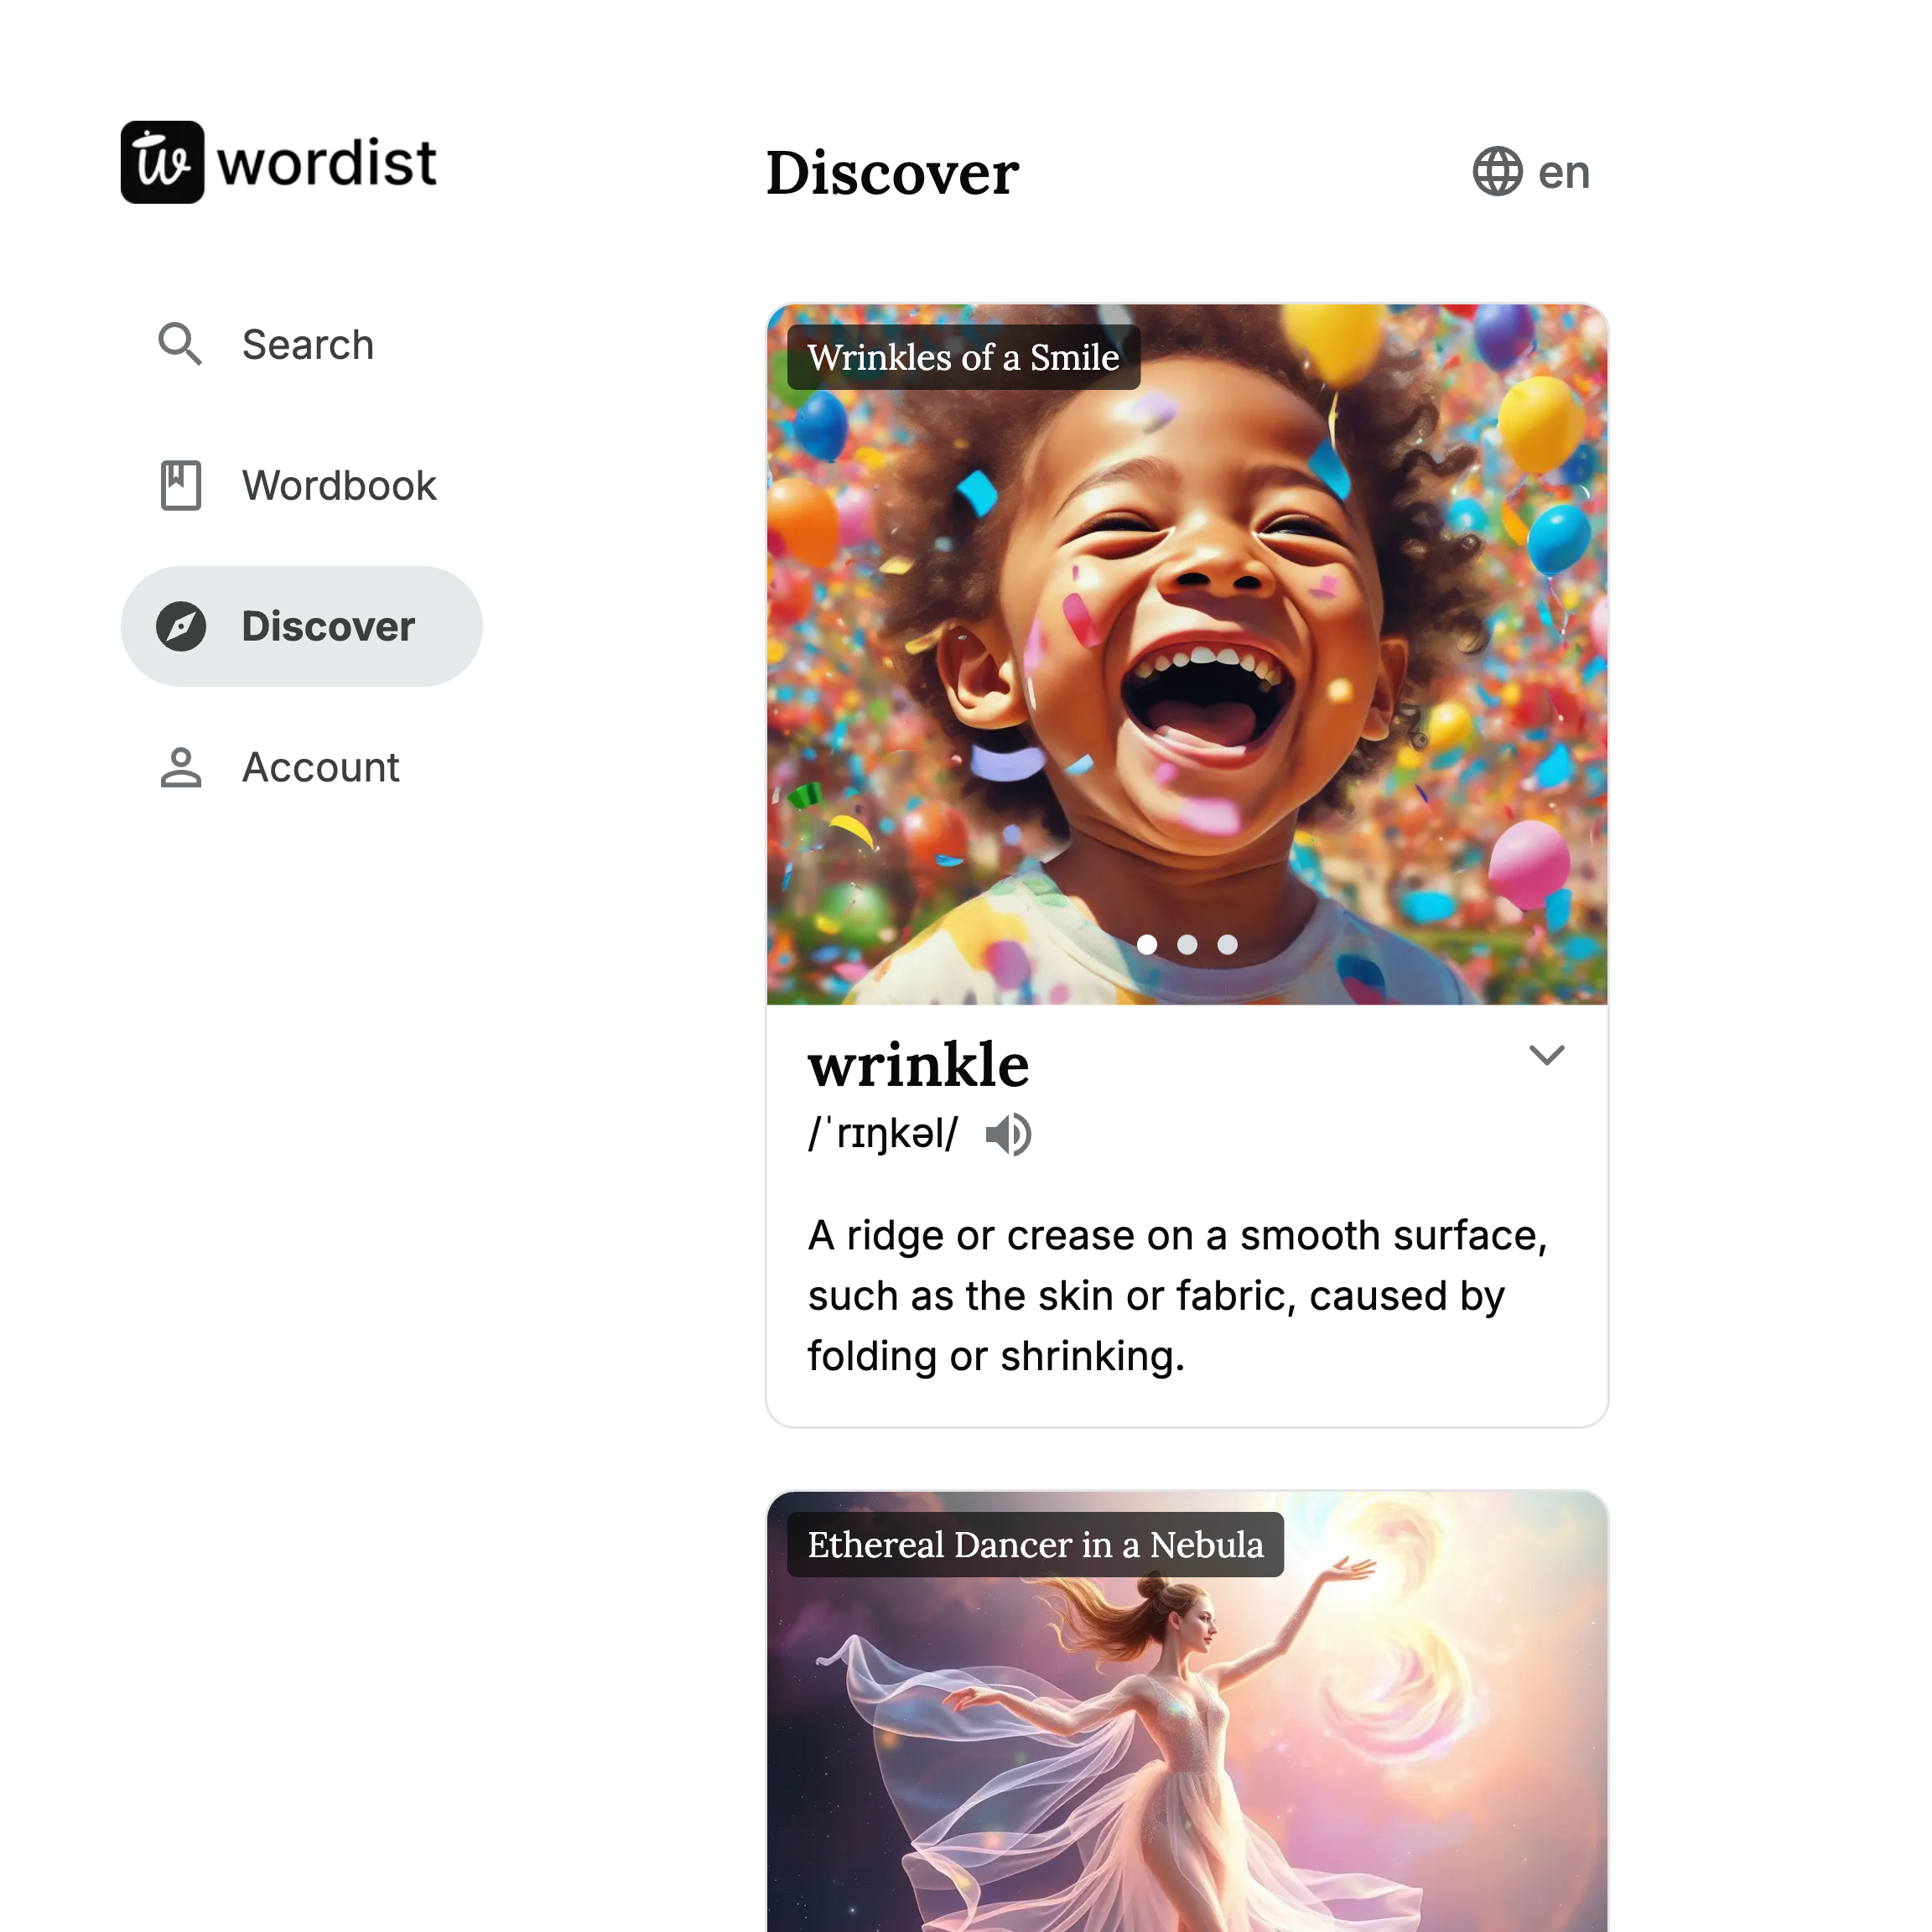 wordist
Search
Wordbook
Discover
Account
Discover
en
Wrinkles of a Smile
wrinkle
/ˈrɪŋkəl/
A ridge or crease on a smooth surface,
such as the skin or fabric, caused by
folding or shrinking.
Ethereal Dancer in a Nebula